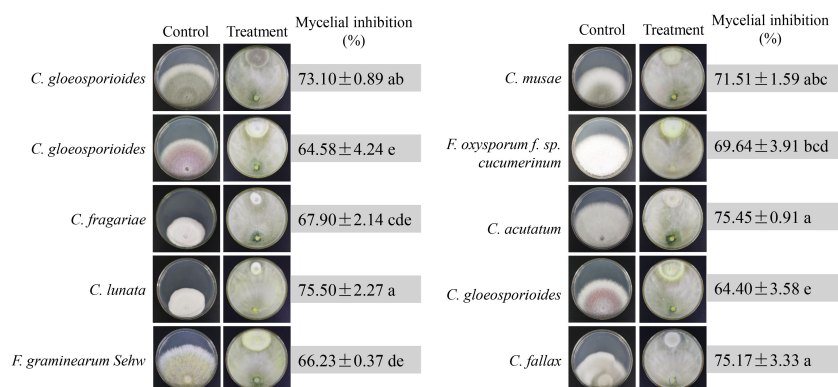 Control Treatment Mycelial inhibition
(%)
C. gloeosporioides 73.10±0.89 ab
C. gloeosporioides 64.58±4.24 e
C. fragariae 67.90±2.14 cde
C. lunata 75.50±2.27 a
F. graminearum Sehw 66.23±0.37 de
Control Treatment Mycelial inhibition
(%)
C. musae 71.51±1.59 abc
F. oxysporum f. sp.
cucumerinum 69.64±3.91 bcd
C. acutatum 75.45±0.91 a
C. gloeosporioides 64.40±3.58 e
C. fallax 75.17±3.33 a